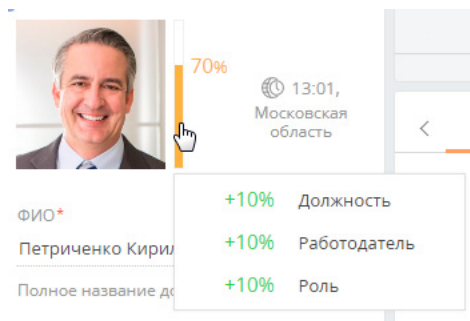 70%
13:01,
Московская
область
+10% Должность
ФИО*
+10% Работодатель
Петриченко Кирил
+10% Роль
Полное название до